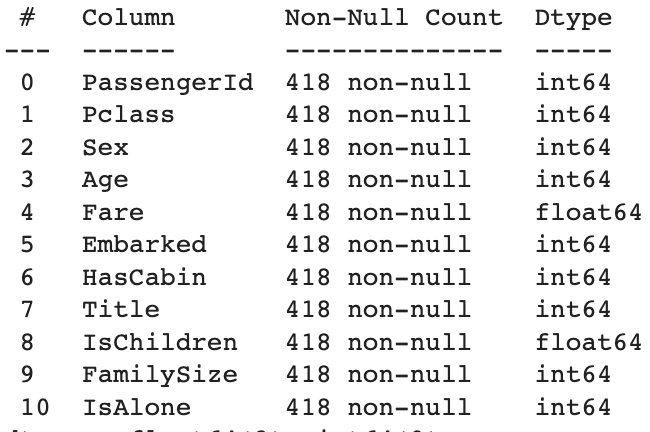 #   Column       Non-Null Count  Dtype
---  ------       --------------  -----
0   PassengerId  418 non-null    int64
1   Pclass       418 non-null    int64
2   Sex          418 non-null    int64
3   Age          418 non-null    int64
4   Fare         418 non-null    float64
5   Embarked     418 non-null    int64
6   HasCabin     418 non-null    int64
7   Title        418 non-null    int64
8   IsChildren   418 non-null    float64
9   FamilySize   418 non-null    int64
10  IsAlone      418 non-null    int64